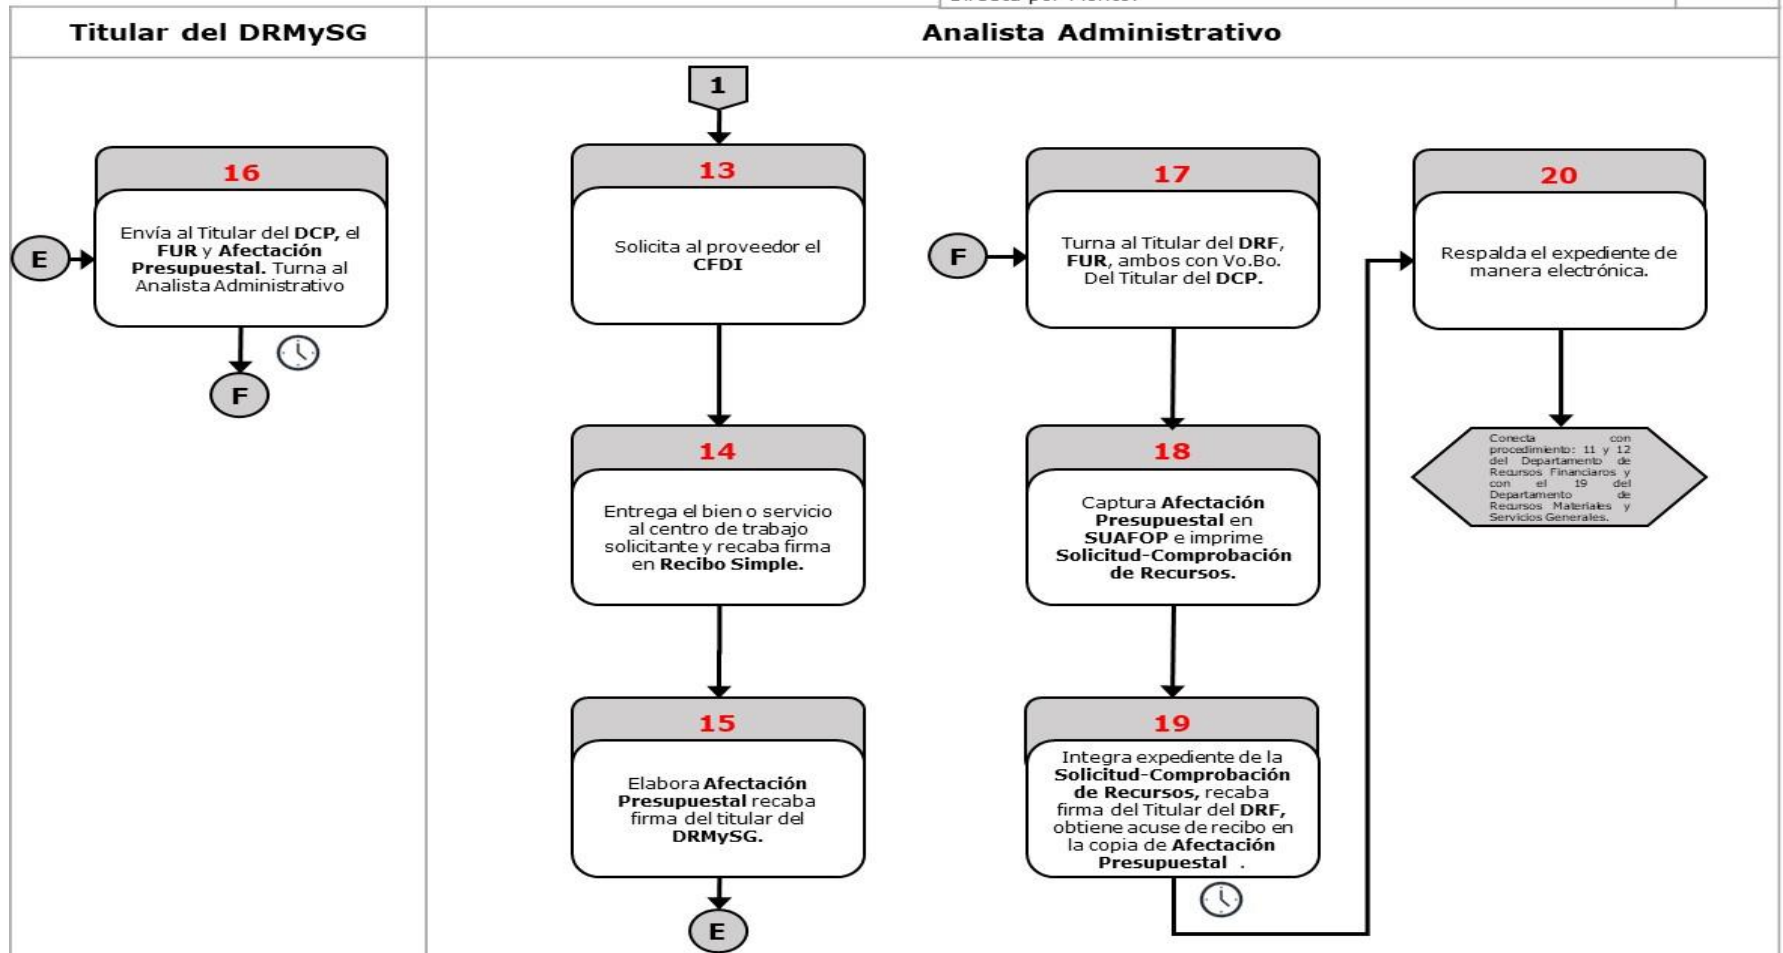 Titular del DRMySG
Analista Administrativo
16
Envía al Titular del DCP, el
FUR y Afectación
Presupuestal. Turna al
Analista Administrativo
E
F
1
13
Solicita al proveedor el
CFDI
14
Entrega el bien o servicio
al centro de trabajo
solicitante y recaba firma
en Recibo Simple.
15
Elabora Afectación
Presupuestal recaba
firma del titular del
DRMySG.
E
F
17
Turna al Titular del DRF,
FUR, ambos con Vo.Bo.
Del Titular del DCP.
18
Captura Afectación
Presupuestal en
SUAFOP e imprime
Solicitud-Comprobación
de Recursos.
19
Integra expediente de la
Solicitud-Comprobación
de Recursos, recaba
firma del Titular del DRF,
obtiene acuse de recibo en
la copia de Afectación
Presupuestal .
20
Respalda el expediente de
manera electrónica.
Conecta con
procedimiento: 11 y 12
del Departamento de
Recursos Financiaros y
con el 19 del
Departamento de
Recursos Materiales y
Servicios Generales.